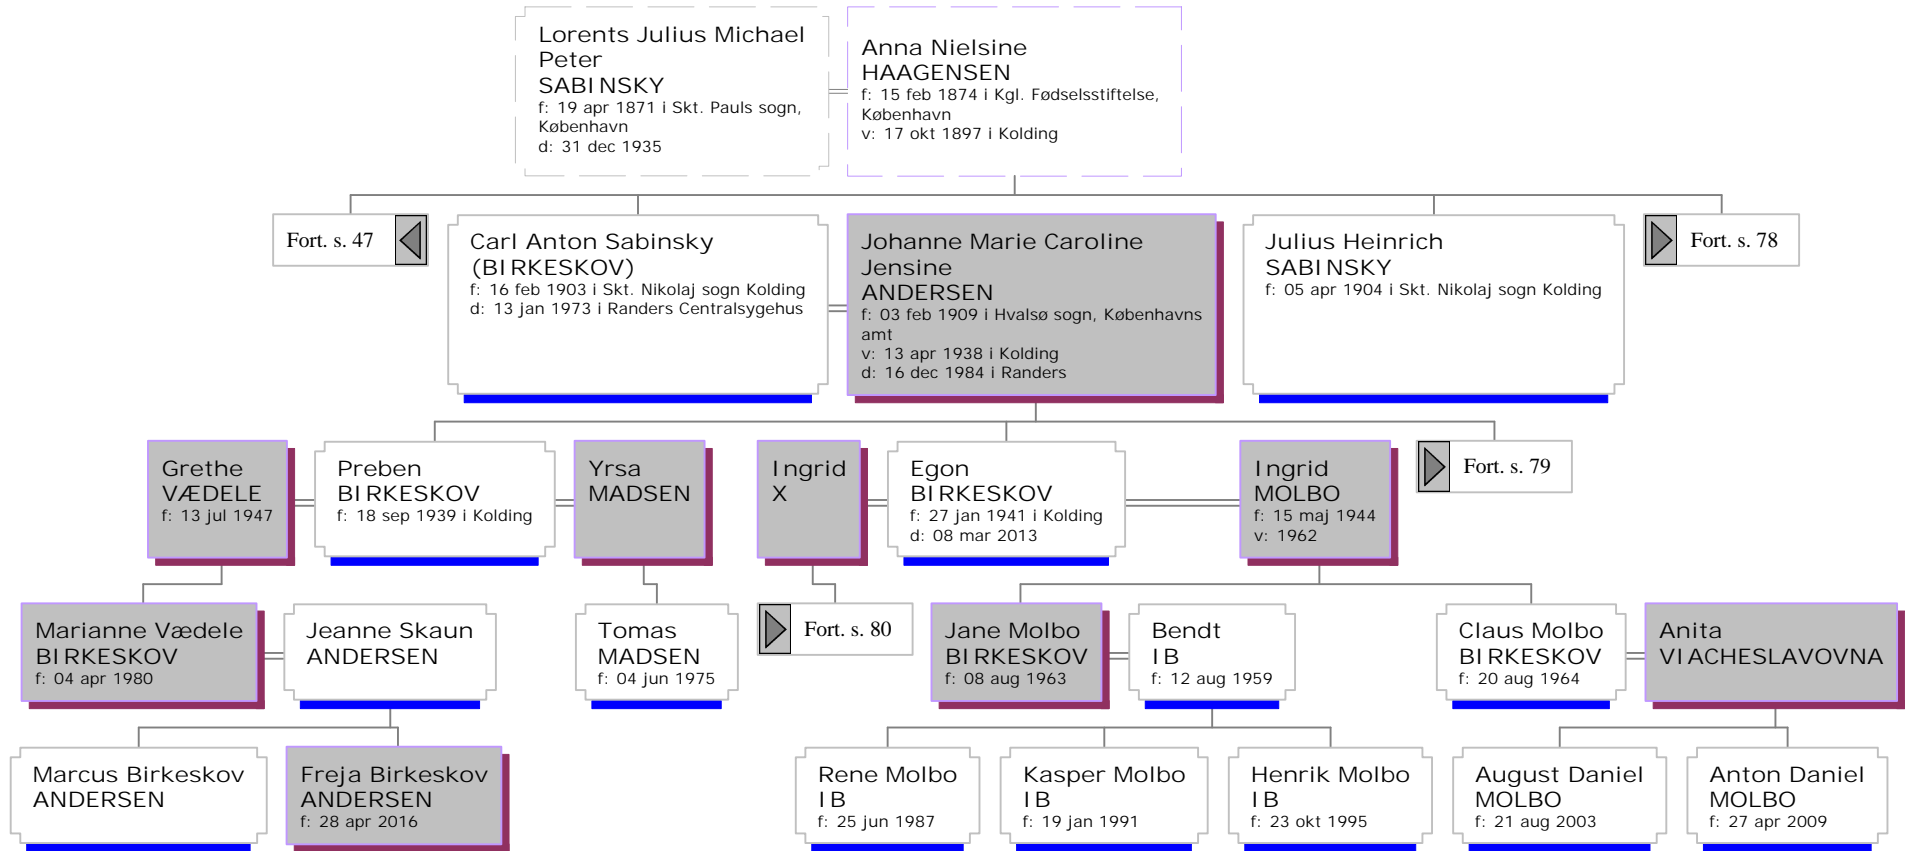 Lorents Julius Michael
Peter
SABINSKY
f: 19 apr 1871 i Skt. Pauls sogn,
København
d: 31 dec 1935
Anna Nielsine
HAAGENSEN
f: 15 feb 1874 i Kgl. Fødselsstiftelse,
København
v: 17 okt 1897 i Kolding
Fort. s. 47
Carl Anton Sabinsky
(BIRKESKOV)
f: 16 feb 1903 i Skt. Nikolaj sogn Kolding
d: 13 jan 1973 i Randers Centralsygehus
Johanne Marie Caroline
Jensine
ANDERSEN
f: 03 feb 1909 i Hvalsø sogn, Københavns
amt
v: 13 apr 1938 i Kolding
d: 16 dec 1984 i Randers
Julius Heinrich
SABINSKY
f: 05 apr 1904 i Skt. Nikolaj sogn Kolding
Fort. s. 78
Grethe
VÆDELE
f: 13 jul 1947
Preben
BIRKESKOV
f: 18 sep 1939 i Kolding
Yrsa
MADSEN
Ingrid
X
Egon
BIRKESKOV
f: 27 jan 1941 i Kolding
d: 08 mar 2013
Ingrid
MOLBO
f: 15 maj 1944
v: 1962
Fort. s. 79
Marianne Vædele
BIRKESKOV
f: 04 apr 1980
Jeanne Skaun
ANDERSEN
Tomas
MADSEN
f: 04 jun 1975
Fort. s. 80
Jane Molbo
BIRKESKOV
f: 08 aug 1963
Bendt
IB
f: 12 aug 1959
Claus Molbo
BIRKESKOV
f: 20 aug 1964
Anita
VIACHESLAVOVNA
Marcus Birkeskov
ANDERSEN
Freja Birkeskov
ANDERSEN
f: 28 apr 2016
Rene Molbo
IB
f: 25 jun 1987
Kasper Molbo
IB
f: 19 jan 1991
Henrik Molbo
IB
f: 23 okt 1995
August Daniel
MOLBO
f: 21 aug 2003
Anton Daniel
MOLBO
f: 27 apr 2009